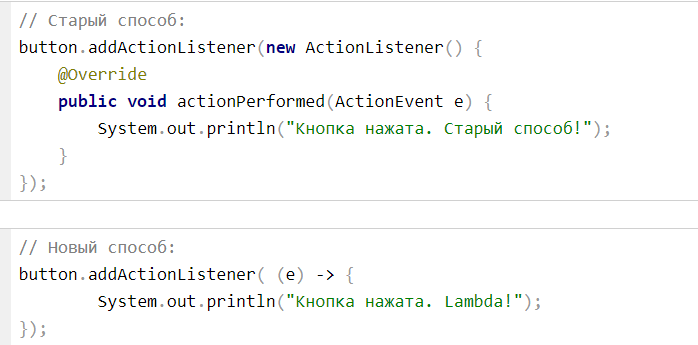 // Старый способ:
button.addActionListener(new ActionListener() {
    @Override
    public void actionPerformed(ActionEvent e) {
        System.out.println("Кнопка нажата. Старый способ!");
    }
});
// Новый способ:
button.addActionListener( (e) -> {
        System.out.println("Кнопка нажата. Lambda!");
});